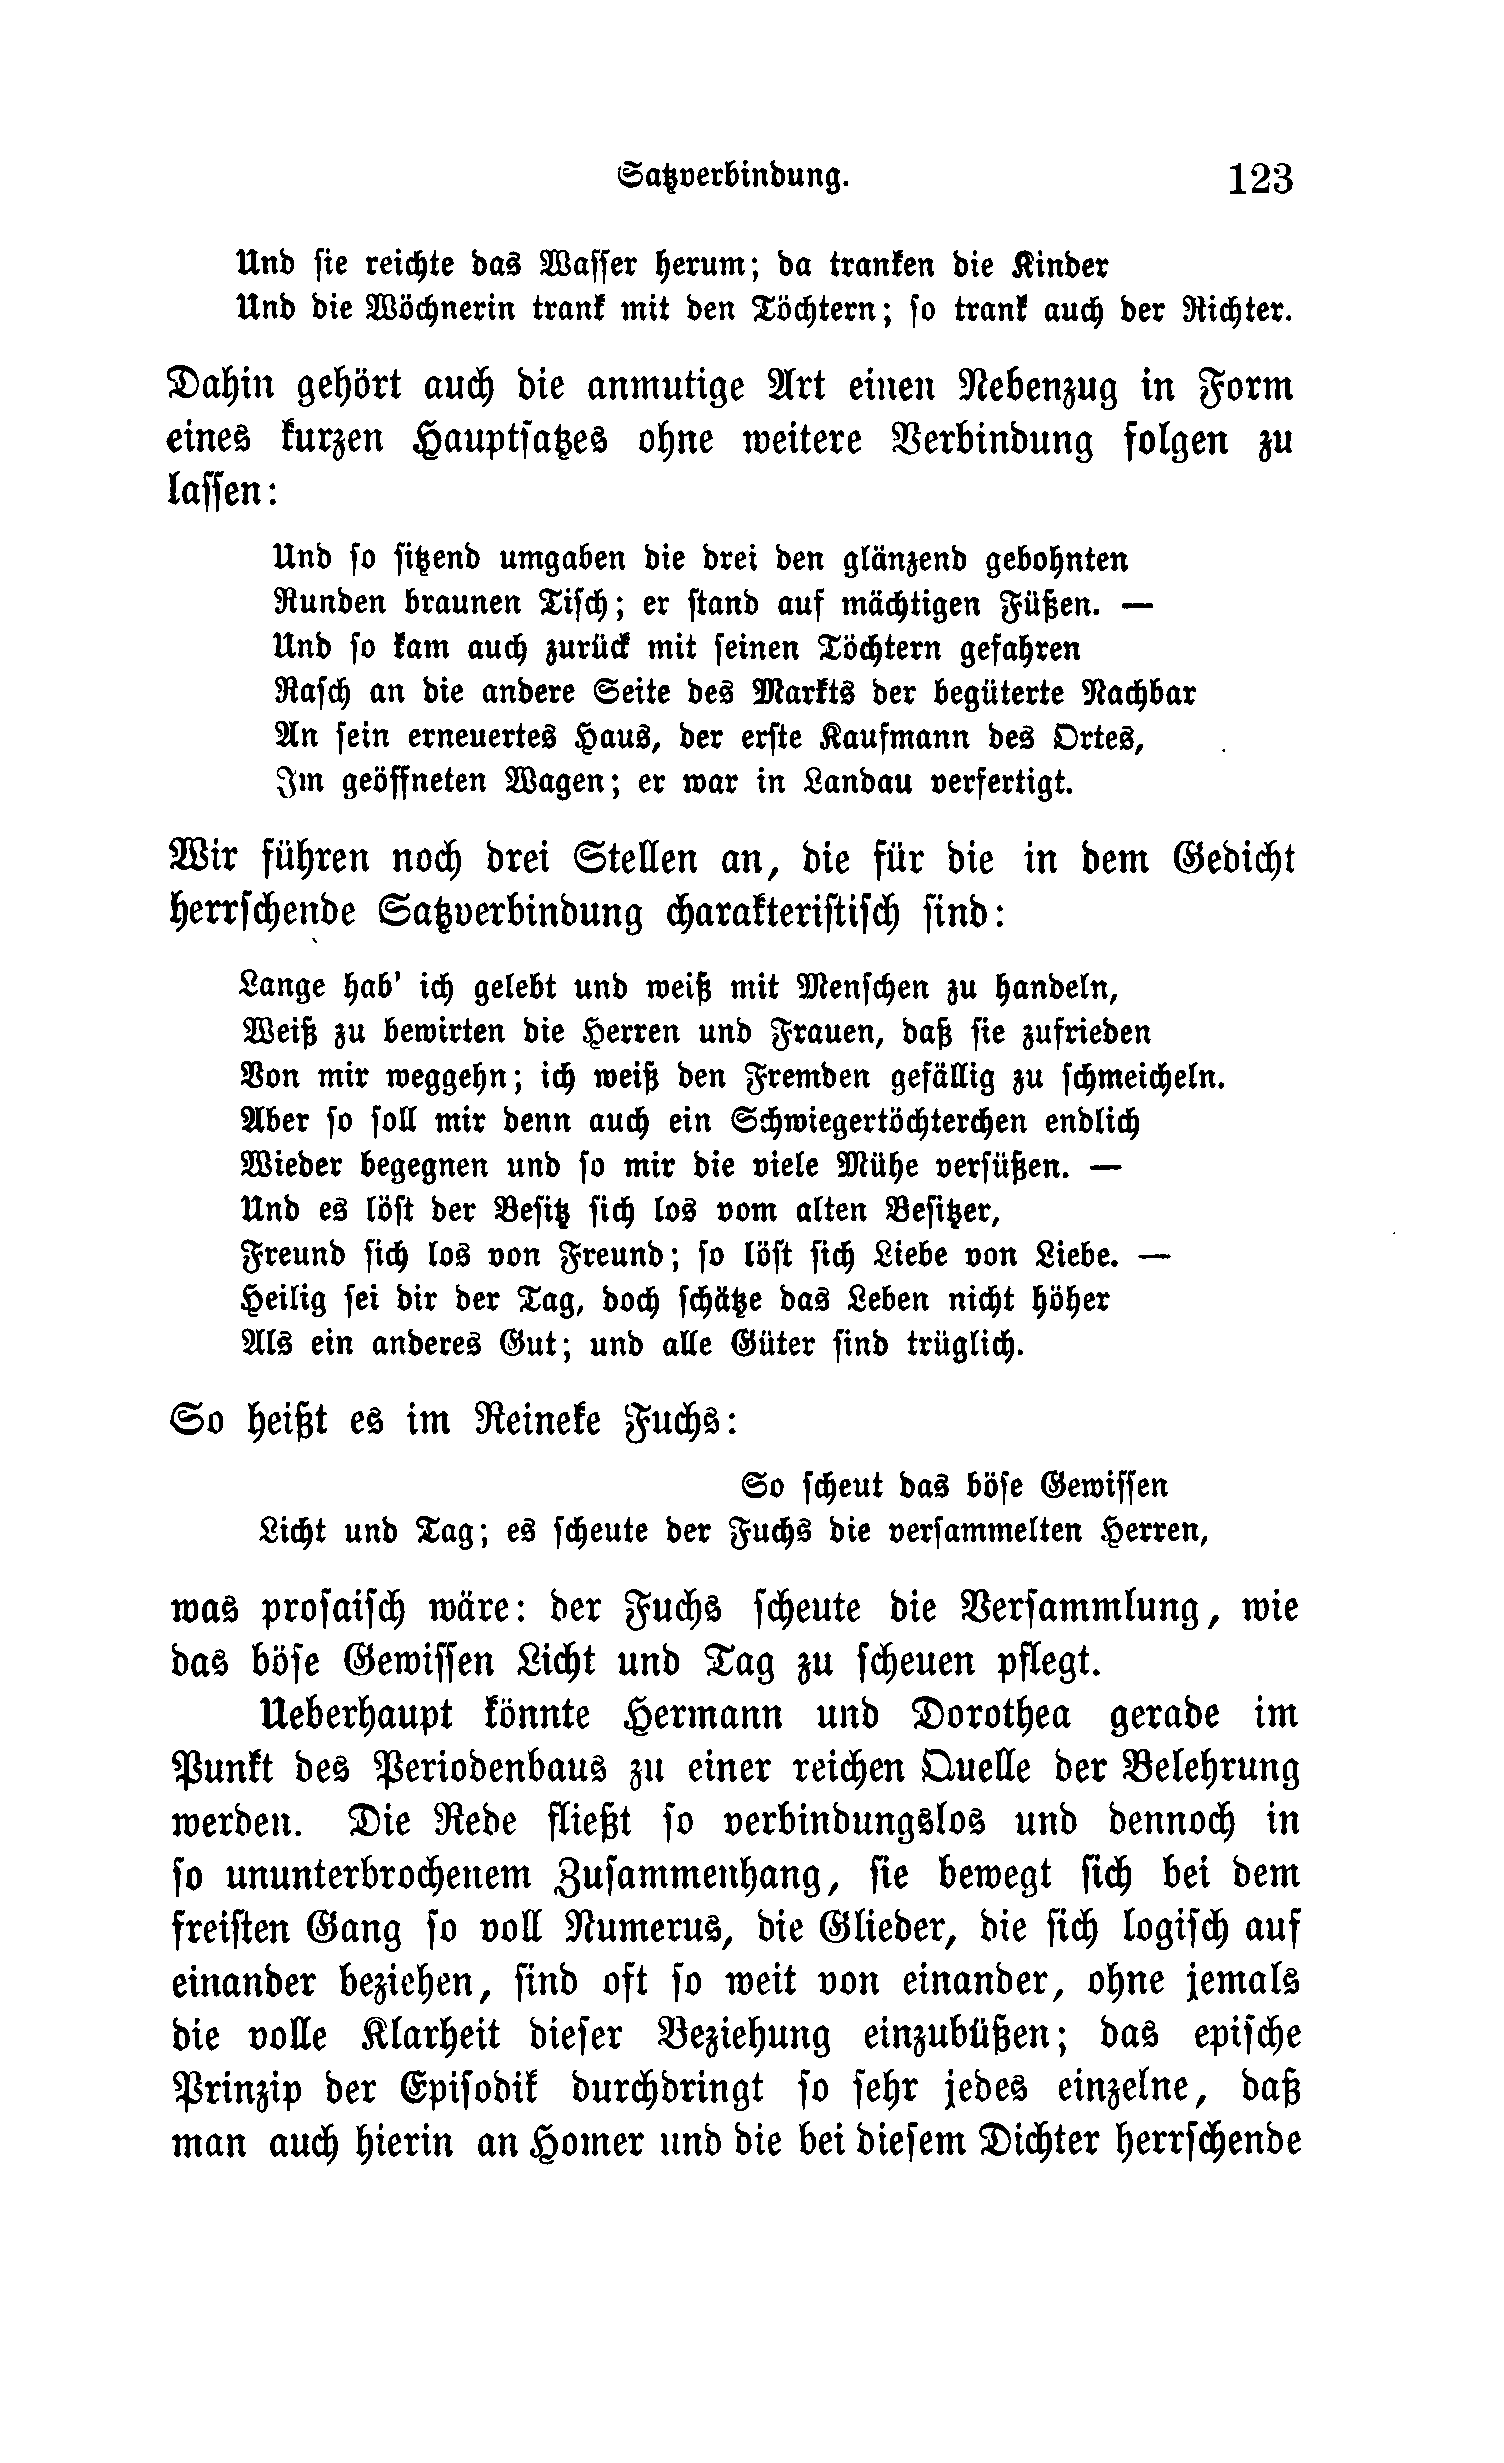 Satzverbindung. 123
Und ſie reichte das Waſſer herum; da tranken die Kinder
Und die Wöchnerin trank mit den Töchtern; ſo trank auch der Richter.
Dahin gehört auch die anmutige Art einen Nebenzug in Form
eines kurzen Hauptſatzes ohne weitere Verbindung folgen zu
laſſen:
Und ſo ſitzend umgaben die drei den glänzend gebohnten
Runden braunen Tiſch; er ſtand auf mächtigen Füßen. —
Und ſo kam auch zurück mit ſeinen Töchtern gefahren
Raſch an die andere Seite des Markts der begüterte Nachbar
An ſein erneuertes Haus, der erſte Kaufmann des Ortes,
Im geöffneten Wagen; er war in Landau verfertigt.
Wir führen noch drei Stellen an, die für die in dem Gedicht
herrſchende Satzverbindung charakteriſtiſch ſind:
Lange hab' ich gelebt und weiß mit Menſchen zu handeln,
Weiß zu bewirten die Herren und Frauen, daß ſie zufrieden
Von mir weggehn; ich weiß den Fremden gefällig zu ſchmeicheln.
Aber ſo ſoll mir denn auch ein Schwiegertöchterchen endlich
Wieder begegnen und ſo mir die viele Mühe verſüßen. —
Und es löſt der Beſitz ſich los vom alten Beſitzer,
Freund ſich los von Freund; ſo löſt ſich Liebe von Liebe. —
Heilig ſei dir der Tag, doch ſchätze das Leben nicht höher
Als ein anderes Gut; und alle Güter ſind trüglich.
So heißt es im Reineke Fuchs:
So ſcheut das böſe Gewiſſen
Licht und Tag; es ſcheute der Fuchs die verſammelten Herren,
was proſaiſch wäre: der Fuchs ſcheute die Verſammlung, wie
das böſe Gewiſſen Licht und Tag zu ſcheuen pflegt.
Ueberhaupt könnte Hermann und Dorothea gerade im
Punkt des Periodenbaus zu einer reichen Quelle der Belehrung
werden. Die Rede fließt ſo verbindungslos und dennoch in
ſo ununterbrochenem Zuſammenhang, ſie bewegt ſich bei dem
freiſten Gang ſo voll Numerus, die Glieder, die ſich logiſch auf
einander beziehen, ſind oft ſo weit von einander, ohne jemals
die volle Klarheit dieſer Beziehung einzubüßen; das epiſche
Prinzip der Epiſodik durchdringt ſo ſehr jedes einzelne, daß
man auch hierin an Homer und die bei dieſem Dichter herrſchende